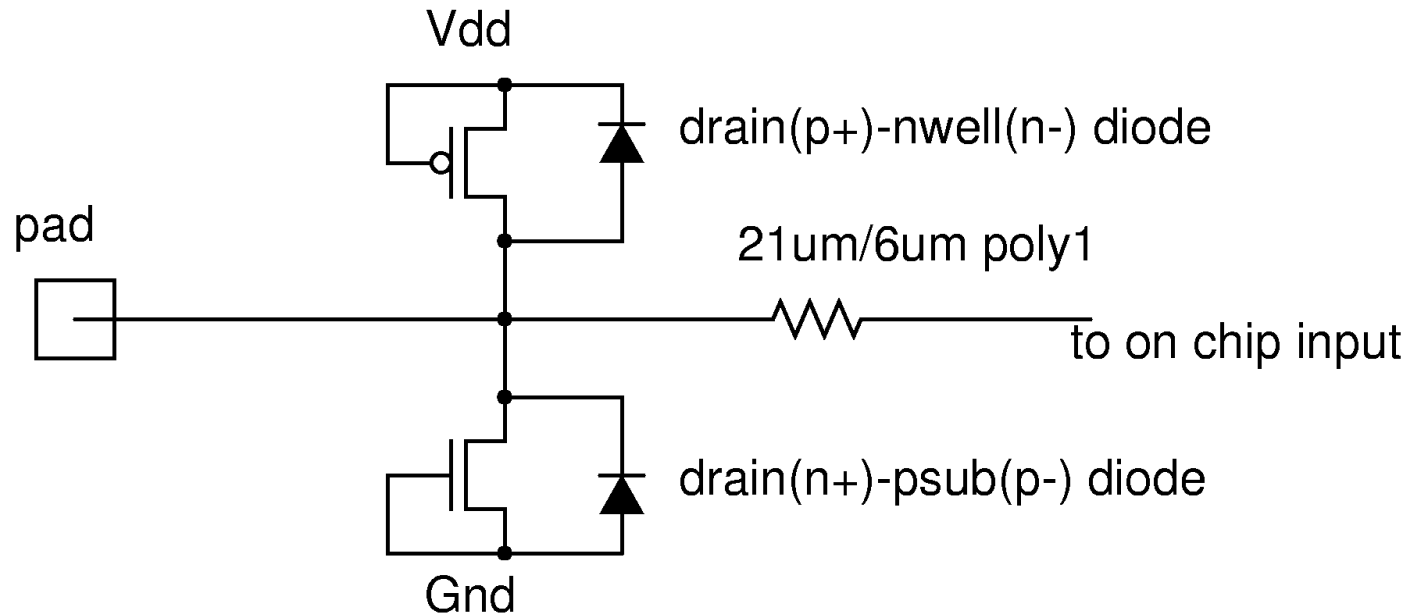 Vdd
drain(p+)-nwell(n-) diode
pad
21um/6um poly1
to on chip input
drain(n+)-psub(p-) diode
Gnd